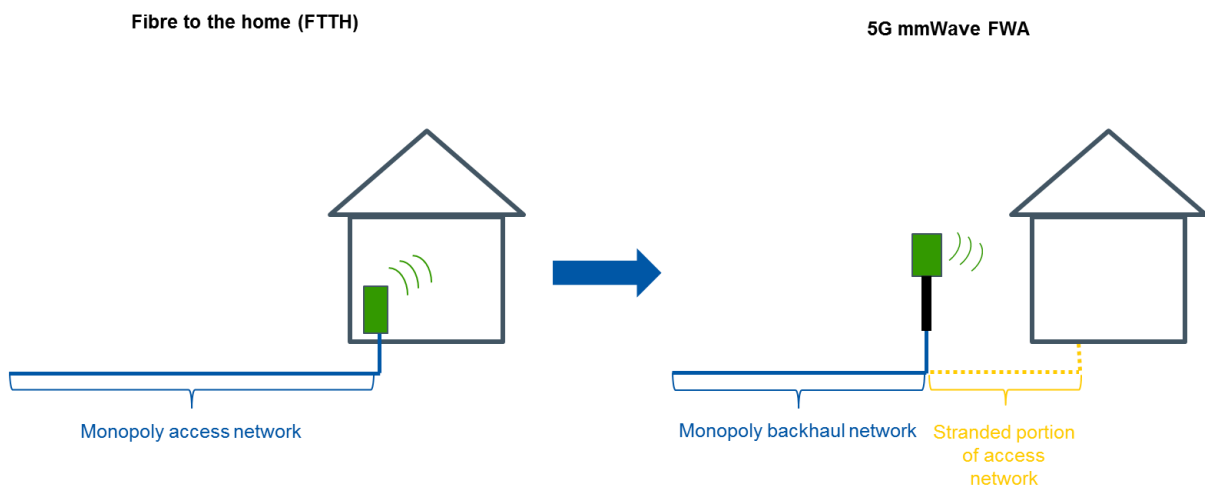 Fibre to the home (FTTH)
5G mmWave FWA
Monopoly access network
Monopoly backhaul network
Stranded portion
of access
network